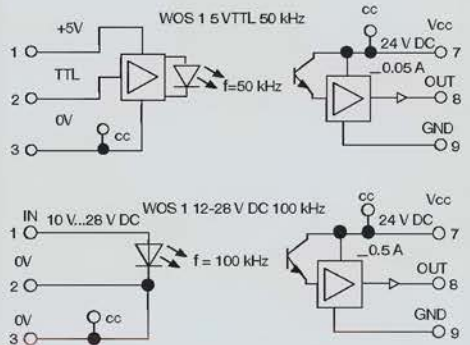 WOS 1 5 VTTL 50 kHz
+5V
1
TTL
2
0V
3
cc
f=50 kHz
cc
Vcc
24 V DC
7
_0.05 A
OUT
8
GND
9
WOS 1 12-28 V DC 100 kHz
IN
1
10 V...28 V DC
0V
2
0V
3
cc
f = 100 kHz
cc
Vcc
24 V DC
7
_0.5 A
OUT
8
GND
9